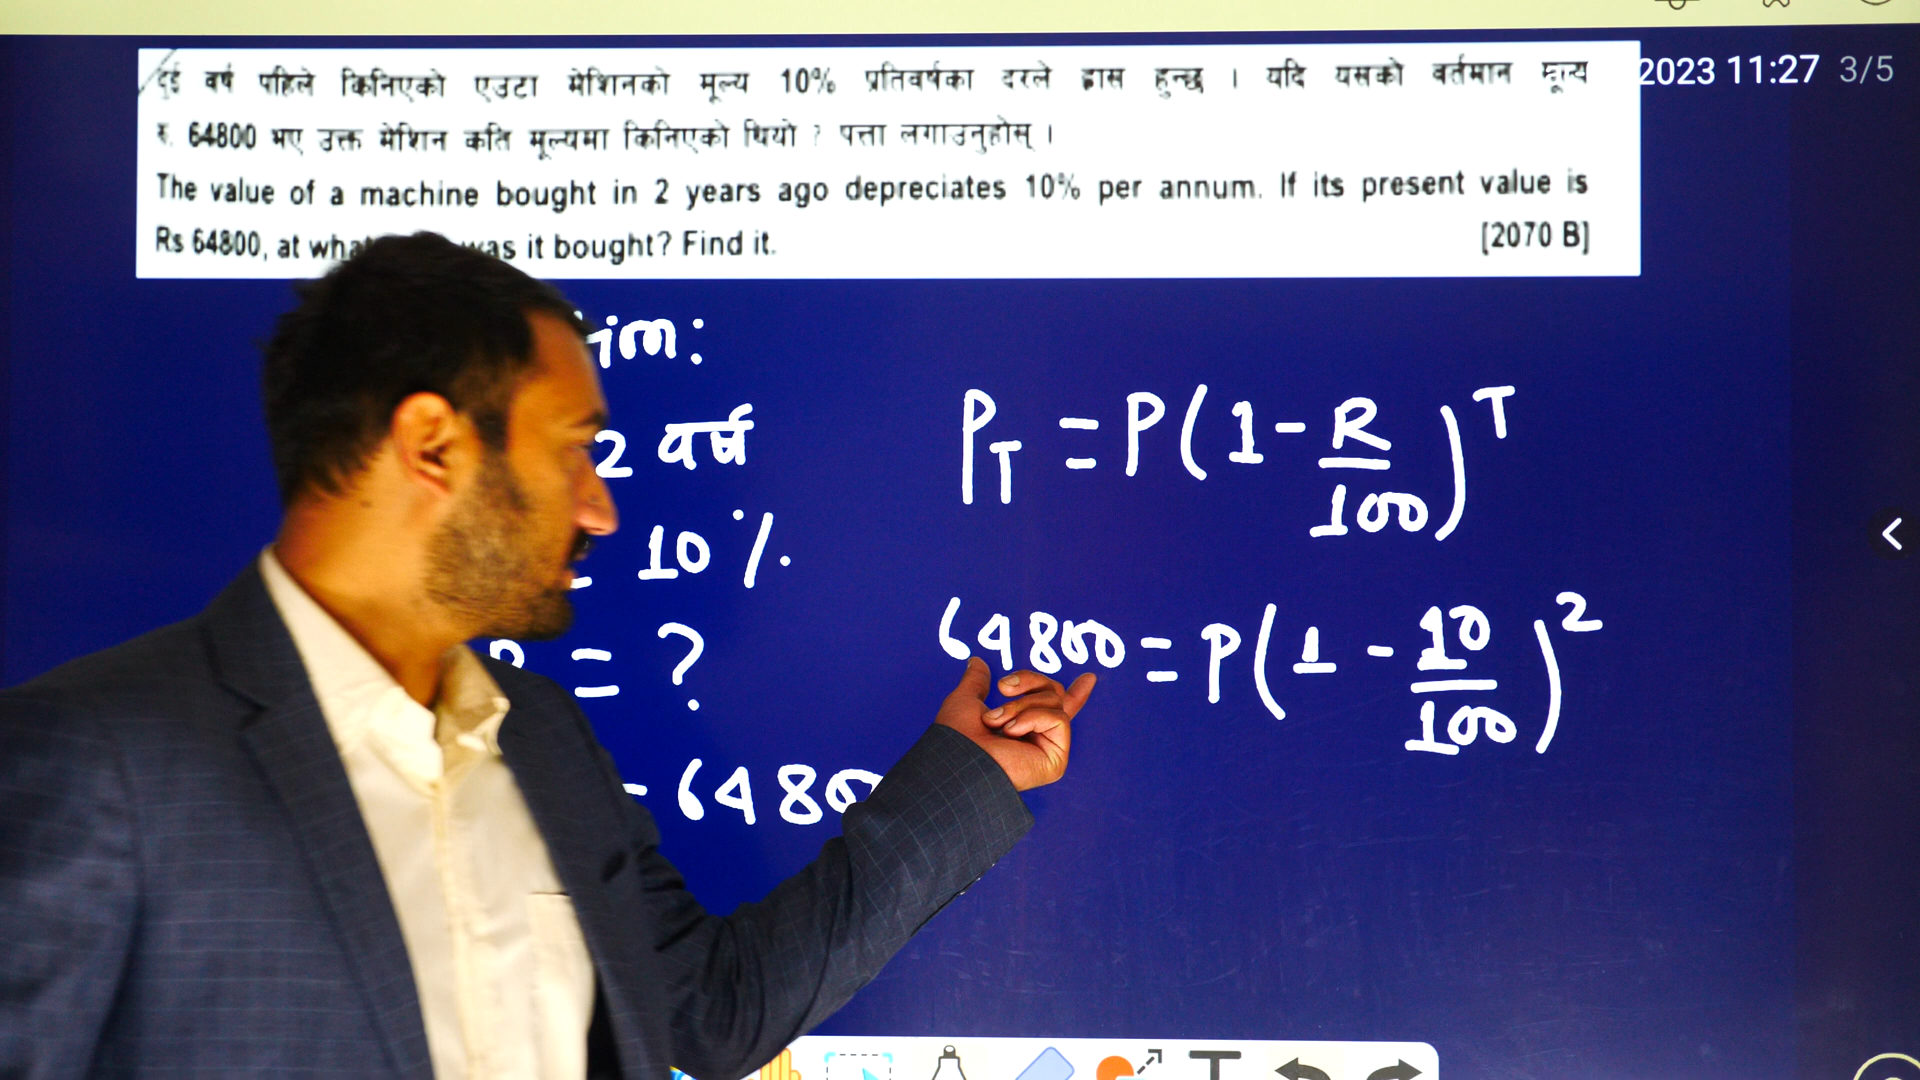 2023 11:27 3/5
दुई वर्ष पहिले किनिएको एउटा मेशिनको मूल्य 10% प्रतिवर्षका दरले ह्रास हुन्छ । यदि यसको वर्तमान मूल्य
रु. 64800 भए उक्त मेशिन कति मूल्यमा किनिएको थियो ? पत्ता लगाउनुहोस् ।
The value of a machine bought in 2 years ago depreciates 10% per annum. If its present value is
Rs 64800, at was it bought? Find it. [2070 B]
2 वर्ष
10%.
= ?
64800
P_T = P(1 - R/100)^T
64800 = P(1 - 10/100)^2